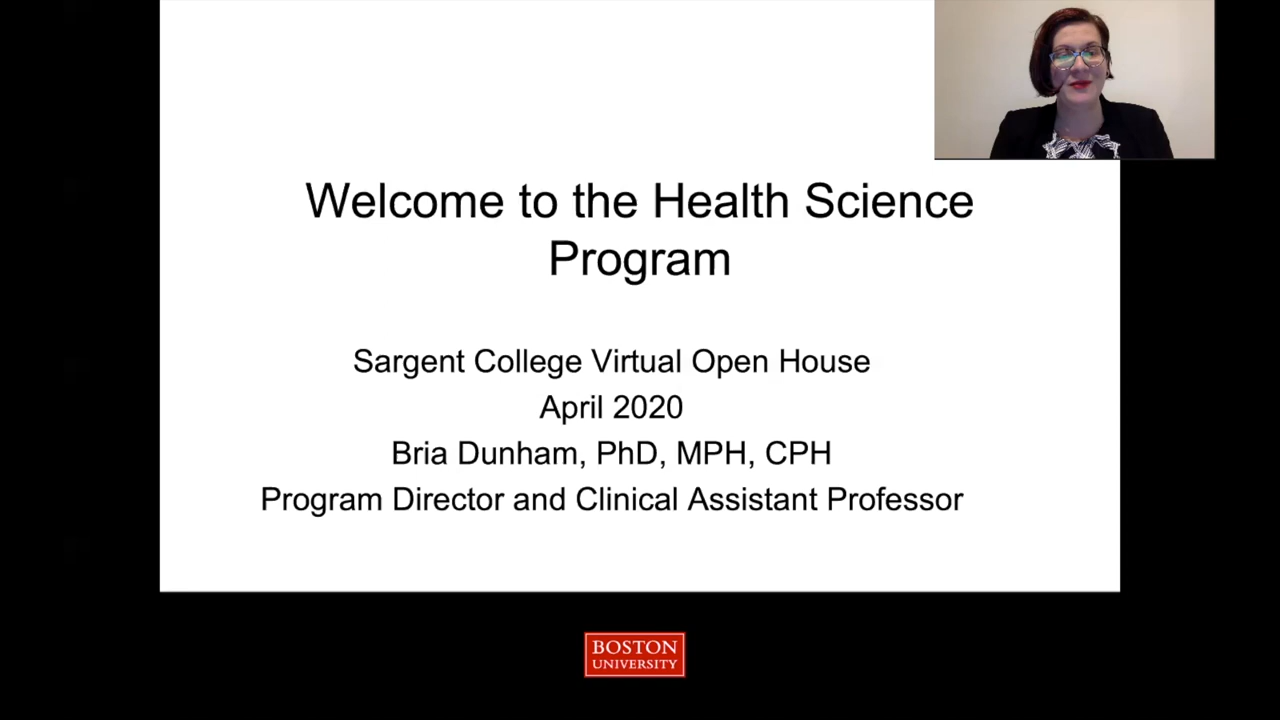 Welcome to the Health Science
Program
Sargent College Virtual Open House
April 2020
Bria Dunham, PhD, MPH, CPH
Program Director and Clinical Assistant Professor
BOSTON
UNIVERSITY